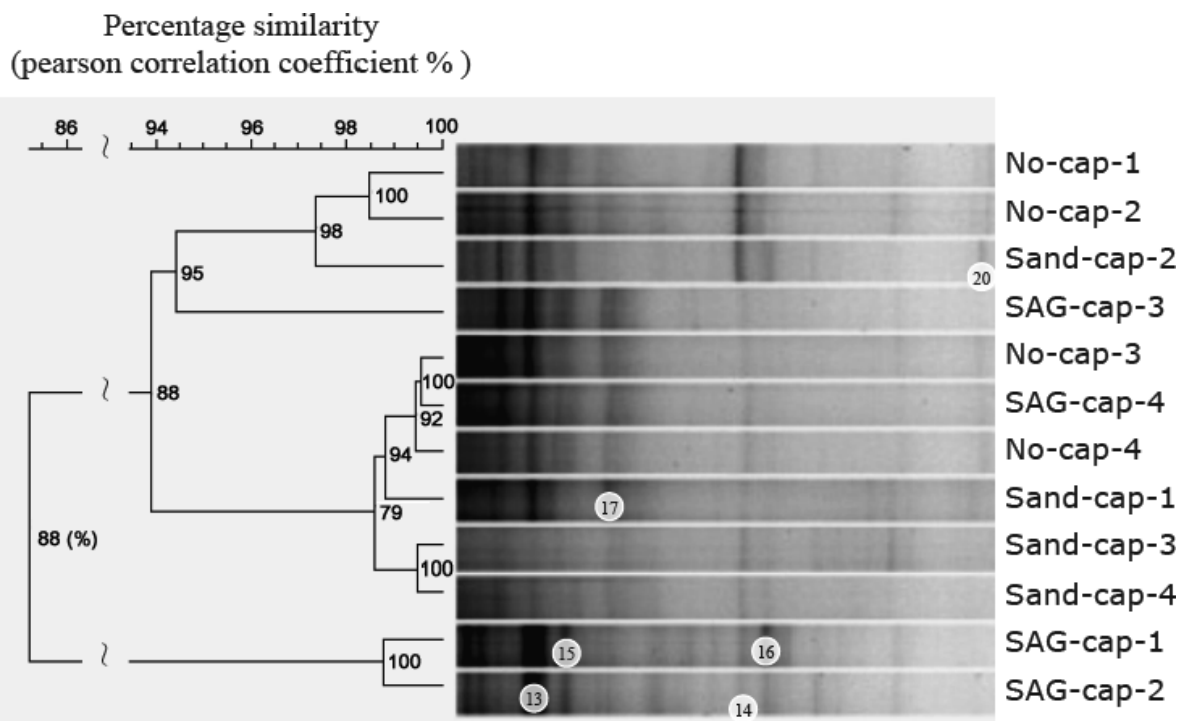 Percentage similarity
(pearson correlation coefficient % )
86 94 96 98 100
No-cap-1
100
No-cap-2
98
Sand-cap-2
20
95
SAG-cap-3
No-cap-3
100
88
SAG-cap-4
92
No-cap-4
94
Sand-cap-1
17
79
88 (%)
Sand-cap-3
100
Sand-cap-4
SAG-cap-1
15
16
100
SAG-cap-2
13
14